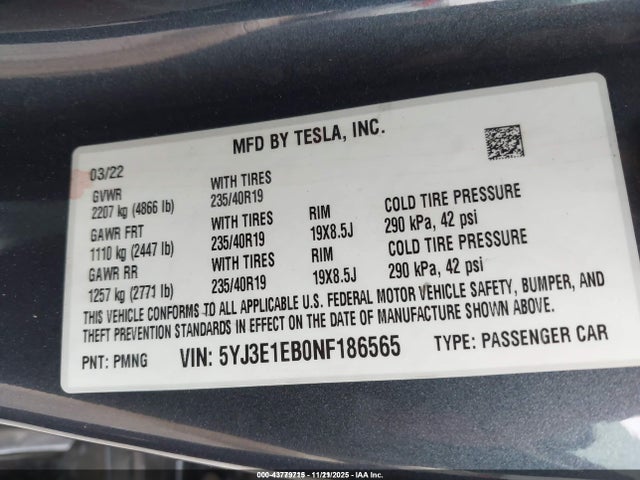 MFD BY TESLA, INC.
03/22
GVWR WITH TIRES
2207 kg (4866 lb) 235/40R19
GAWR FRT WITH TIRES RIM COLD TIRE PRESSURE
1110 kg (2447 lb) 235/40R19 19X8.5J 290 kPa, 42 psi
GAWR RR WITH TIRES RIM COLD TIRE PRESSURE
1257 kg (2771 lb) 235/40R19 19X8.5J 290 kPa, 42 psi
THIS VEHICLE CONFORMS TO ALL APPLICABLE U.S. FEDERAL MOTOR VEHICLE SAFETY, BUMPER, AND
THEFT PREVENTION STANDARDS IN EFFECT ON THE DATE OF MANUFACTURE SHOWN ABOVE.
PNT: PMNG VIN: 5YJ3E1EB0NF186565 TYPE: PASSENGER CAR
000-43779715 - 11/21/2025 - IAA Inc.